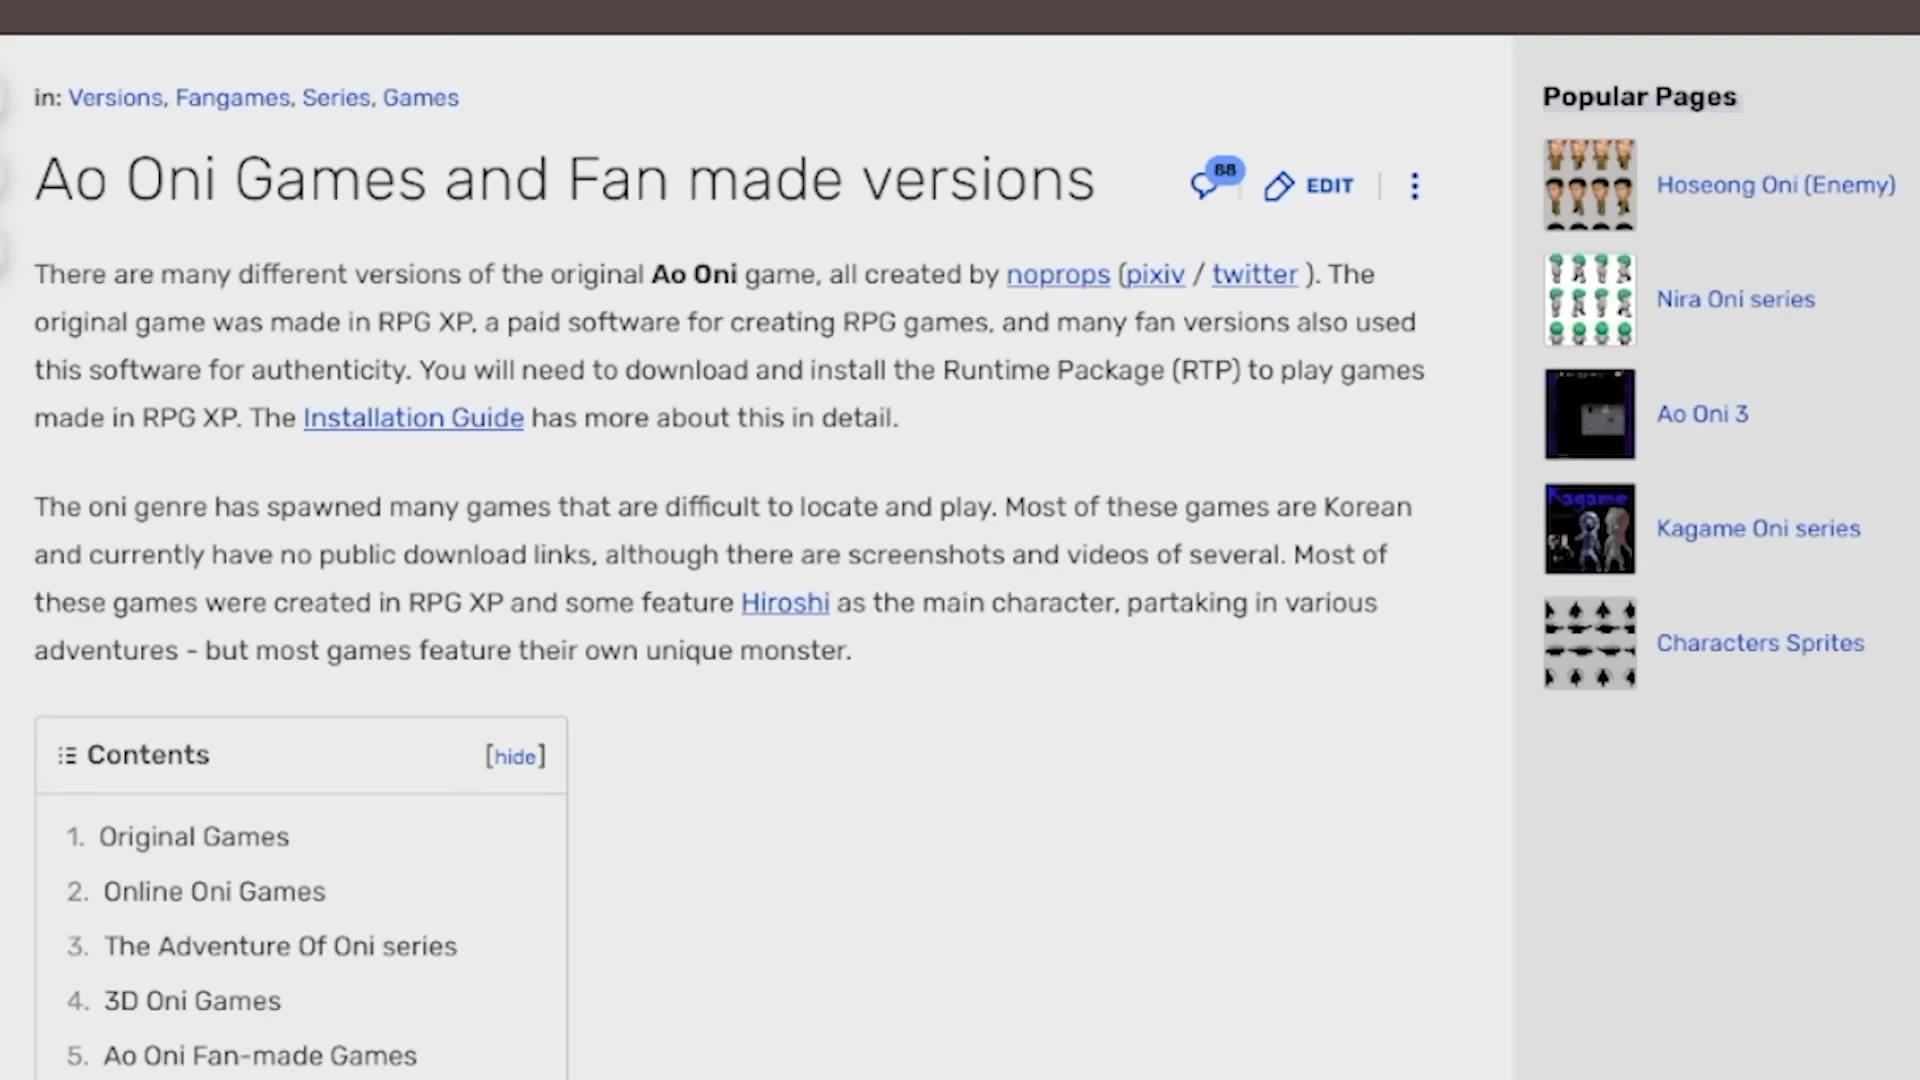 in: Versions, Fangames, Series, Games
Ao Oni Games and Fan made versions
88
EDIT
There are many different versions of the original Ao Oni game, all created by noprops (pixiv / twitter ). The
original game was made in RPG XP, a paid software for creating RPG games, and many fan versions also used
this software for authenticity. You will need to download and install the Runtime Package (RTP) to play games
made in RPG XP. The Installation Guide has more about this in detail.
The oni genre has spawned many games that are difficult to locate and play. Most of these games are Korean
and currently have no public download links, although there are screenshots and videos of several. Most of
these games were created in RPG XP and some feature Hiroshi as the main character, partaking in various
adventures - but most games feature their own unique monster.
Contents
[hide]
1. Original Games
2. Online Oni Games
3. The Adventure Of Oni series
4. 3D Oni Games
5. Ao Oni Fan-made Games
Popular Pages
Hoseong Oni (Enemy)
Nira Oni series
Ao Oni 3
Kagame
Kagame Oni series
Characters Sprites